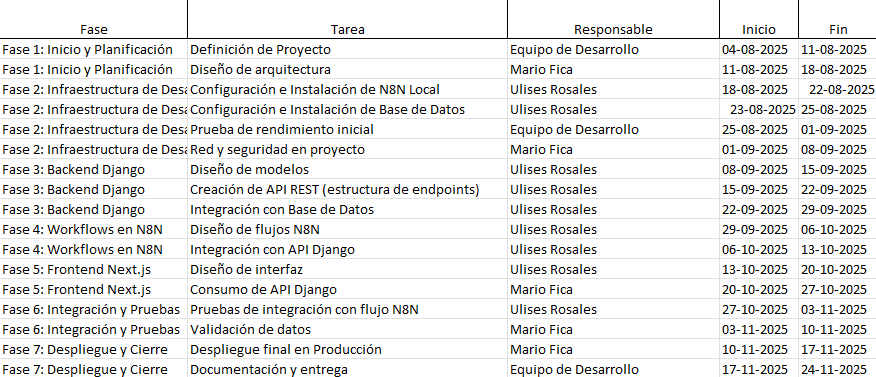 Fase Tarea Responsable Inicio Fin
Fase 1: Inicio y Planificación Definición de Proyecto Equipo de Desarrollo 04-08-2025 11-08-2025
Fase 1: Inicio y Planificación Diseño de arquitectura Mario Fica 11-08-2025 18-08-2025
Fase 2: Infraestructura de Desa Configuración e Instalación de N8N Local Ulises Rosales 18-08-2025 22-08-2025
Fase 2: Infraestructura de Desa Configuración e Instalación de Base de Datos Ulises Rosales 23-08-2025 25-08-2025
Fase 2: Infraestructura de Desa Prueba de rendimiento inicial Equipo de Desarrollo 25-08-2025 01-09-2025
Fase 2: Infraestructura de Desa Red y seguridad en proyecto Mario Fica 01-09-2025 08-09-2025
Fase 3: Backend Django Diseño de modelos Ulises Rosales 08-09-2025 15-09-2025
Fase 3: Backend Django Creación de API REST (estructura de endpoints) Ulises Rosales 15-09-2025 22-09-2025
Fase 3: Backend Django Integración con Base de Datos Ulises Rosales 22-09-2025 29-09-2025
Fase 4: Workflows en N8N Diseño de flujos N8N Ulises Rosales 29-09-2025 06-10-2025
Fase 4: Workflows en N8N Integración con API Django Ulises Rosales 06-10-2025 13-10-2025
Fase 5: Frontend Next.js Diseño de interfaz Ulises Rosales 13-10-2025 20-10-2025
Fase 5: Frontend Next.js Consumo de API Django Mario Fica 20-10-2025 27-10-2025
Fase 6: Integración y Pruebas Pruebas de integración con flujo N8N Ulises Rosales 27-10-2025 03-11-2025
Fase 6: Integración y Pruebas Validación de datos Mario Fica 03-11-2025 10-11-2025
Fase 7: Despliegue y Cierre Despliegue final en Producción Mario Fica 10-11-2025 17-11-2025
Fase 7: Despliegue y Cierre Documentación y entrega Equipo de Desarrollo 17-11-2025 24-11-2025